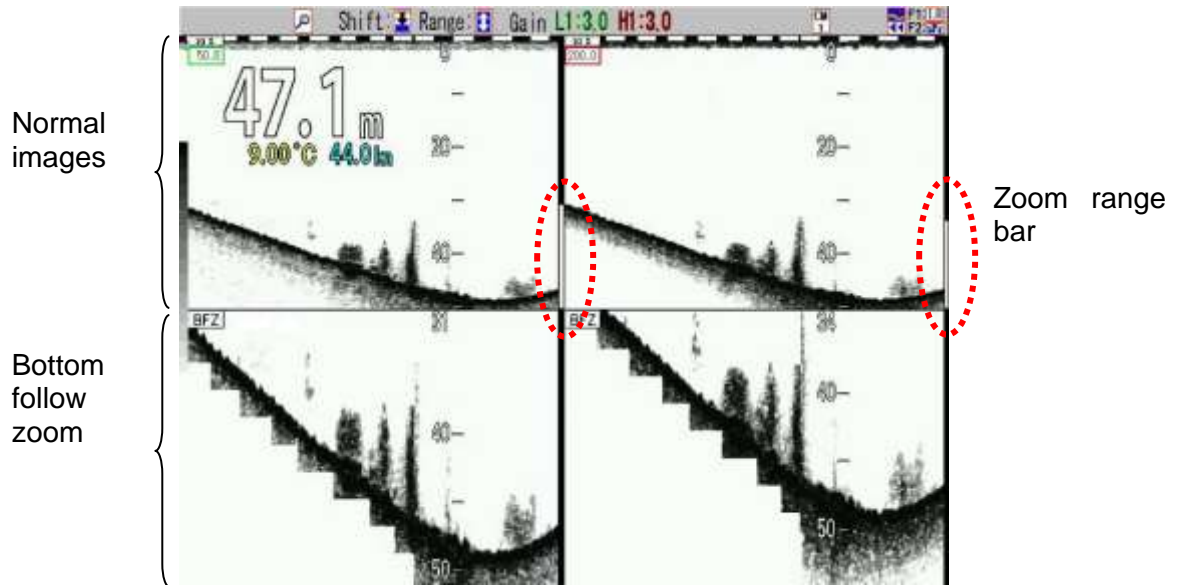 Shift: Range: Gain L1:3.0 H1:3.0
50.0
200.0
0
0
47.1m
9.00°C 44.0kn
20-
20-
40-
40-
Normal
images
Zoom range
bar
BFZ
31
BFZ
40-
40-
50-
50-
Bottom
follow
zoom